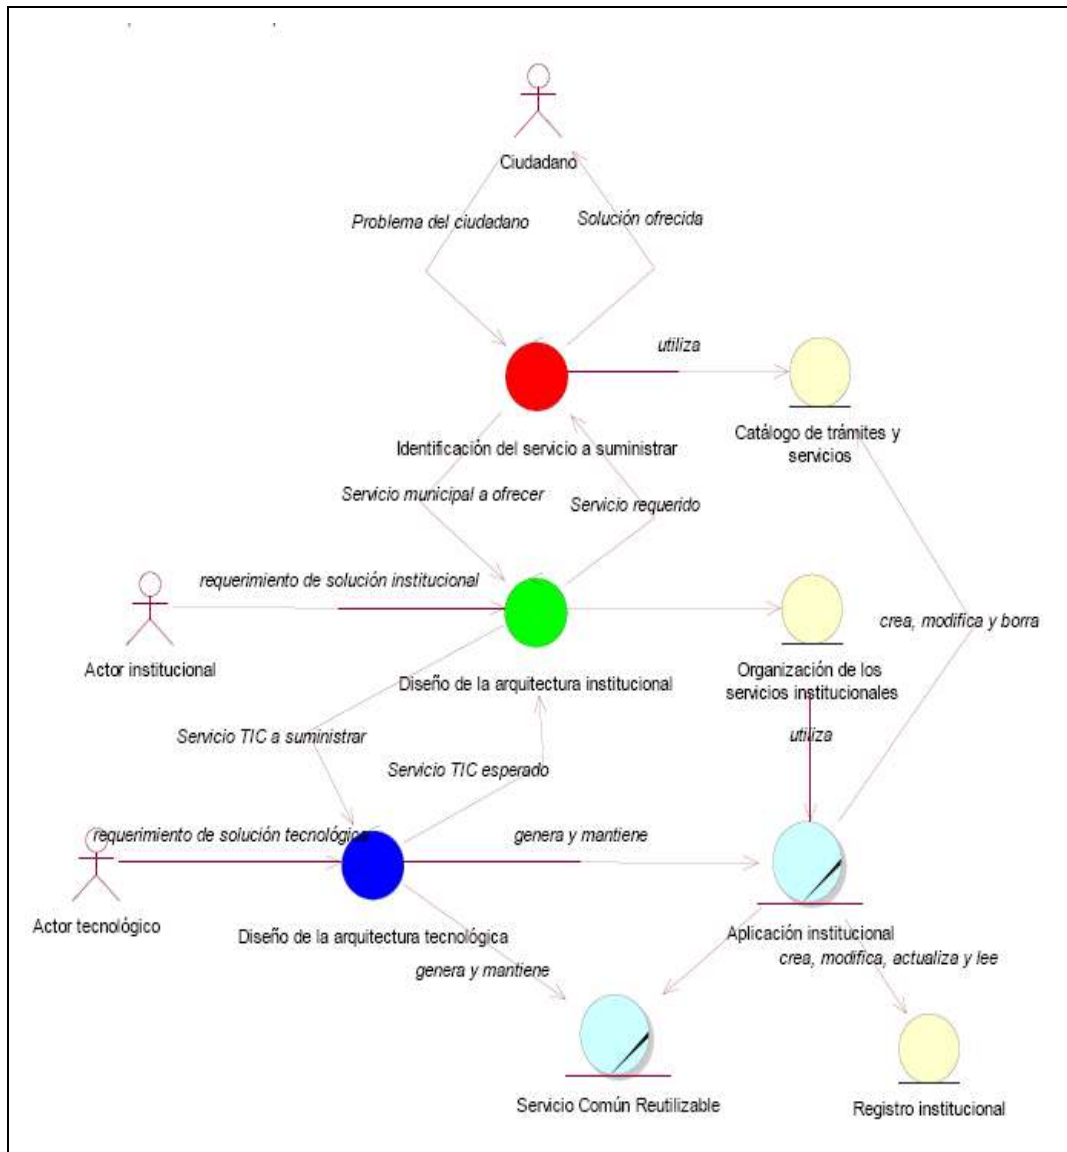 Ciudadano
Problema del ciudadano
Solución ofrecida
utiliza
Identificación del servicio a suministrar
Catálogo de trámites y
servicios
Servicio municipal a ofrecer
Servicio requerido
requerimiento de solución institucional
crea, modifica y borra
Actor institucional
Diseño de la arquitectura institucional
Organización de los
servicios institucionales
Servicio TIC a suministrar
utiliza
Servicio TIC esperado
requerimiento de solución tecnológica
genera y mantiene
Actor tecnológico
Diseño de la arquitectura tecnológica
Aplicación institucional
genera y mantiene
crea, modifica, actualiza y lee
Servicio Común Reutilizable
Registro institucional